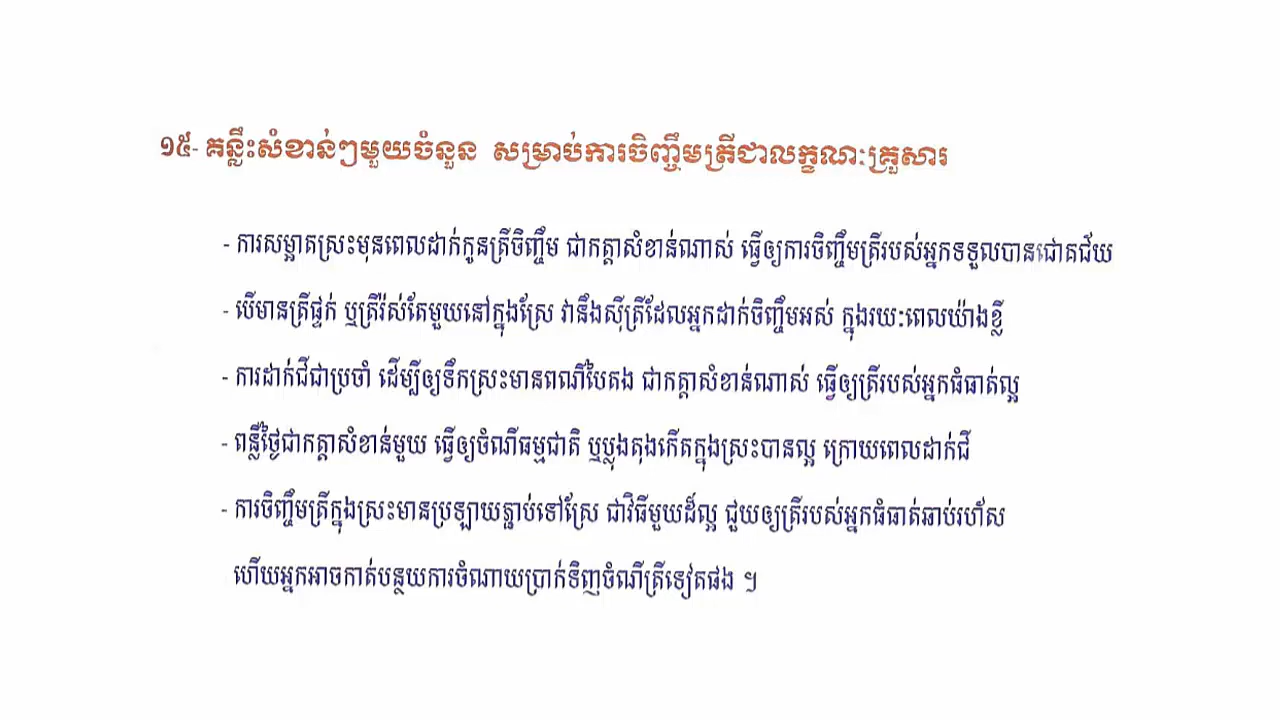 ១៥- គន្លឹះសំខាន់ៗមួយចំនួន សម្រាប់ការចិញ្ចឹមត្រីជាលក្ខណៈគ្រួសារ
- ការសម្អាតស្រះមុនពេលដាក់កូនត្រីចិញ្ចឹម ជាកត្តាសំខាន់ណាស់ ធ្វើឲ្យការចិញ្ចឹមត្រីរបស់អ្នកទទួលបានជោគជ័យ
- បើមានត្រីផ្ទក់ ឬត្រីរ៉ស់តែមួយនៅក្នុងស្រែ វានឹងស៊ីត្រីដែលអ្នកដាក់ចិញ្ចឹមអស់ ក្នុងរយៈពេលយ៉ាងខ្លី
- ការដាក់ជីជាប្រចាំ ដើម្បីឲ្យទឹកស្រះមានពណ៌បៃតង ជាកត្តាសំខាន់ណាស់ ធ្វើឲ្យត្រីរបស់អ្នកធំធាត់ល្អ
- ពន្លឺថ្ងៃជាកត្តាសំខាន់មួយ ធ្វើឲ្យចំណីធម្មជាតិ ឬប្លុងតុងកើតក្នុងស្រះបានល្អ ក្រោយពេលដាក់ជី
- ការចិញ្ចឹមត្រីក្នុងស្រះមានប្រឡាយភ្ជាប់ទៅស្រែ ជាវិធីមួយដ៏ល្អ ជួយឲ្យត្រីរបស់អ្នកធំធាត់ឆាប់រហ័ស
ហើយអ្នកអាចកាត់បន្ថយការចំណាយប្រាក់ទិញចំណីត្រីទៀតផង ។